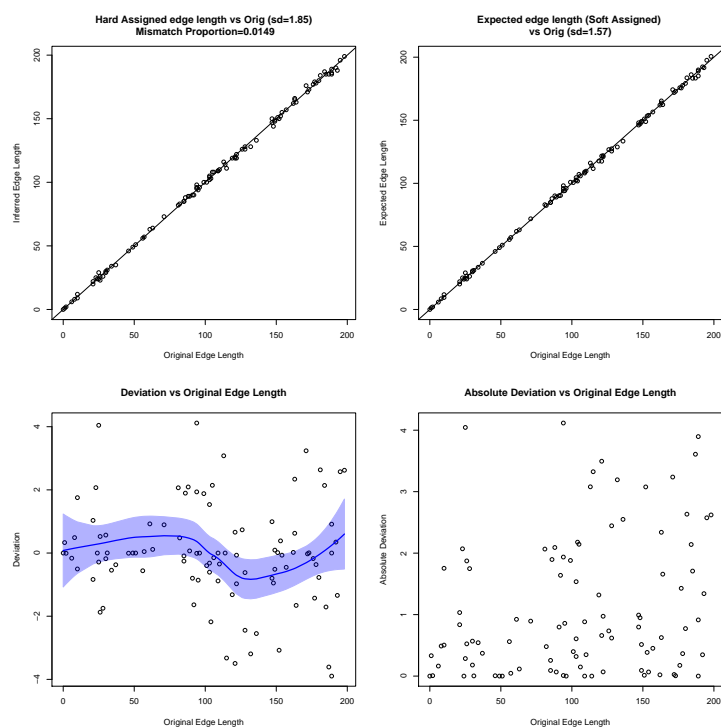 Hard Assigned edge length vs Orig (sd=1.85)
Mismatch Proportion=0.0149
Inferred Edge Length
200
150
100
50
0
0 50 100 150 200
Original Edge Length
Expected edge length (Soft Assigned)
vs Orig (sd=1.57)
Expected Edge Length
200
150
100
50
0
0 50 100 150 200
Original Edge Length
Deviation vs Original Edge Length
Deviation
4
2
0
−2
−4
0 50 100 150 200
Original Edge Length
Absolute Deviation vs Original Edge Length
Absolute Deviation
4
3
2
1
0
0 50 100 150 200
Original Edge Length